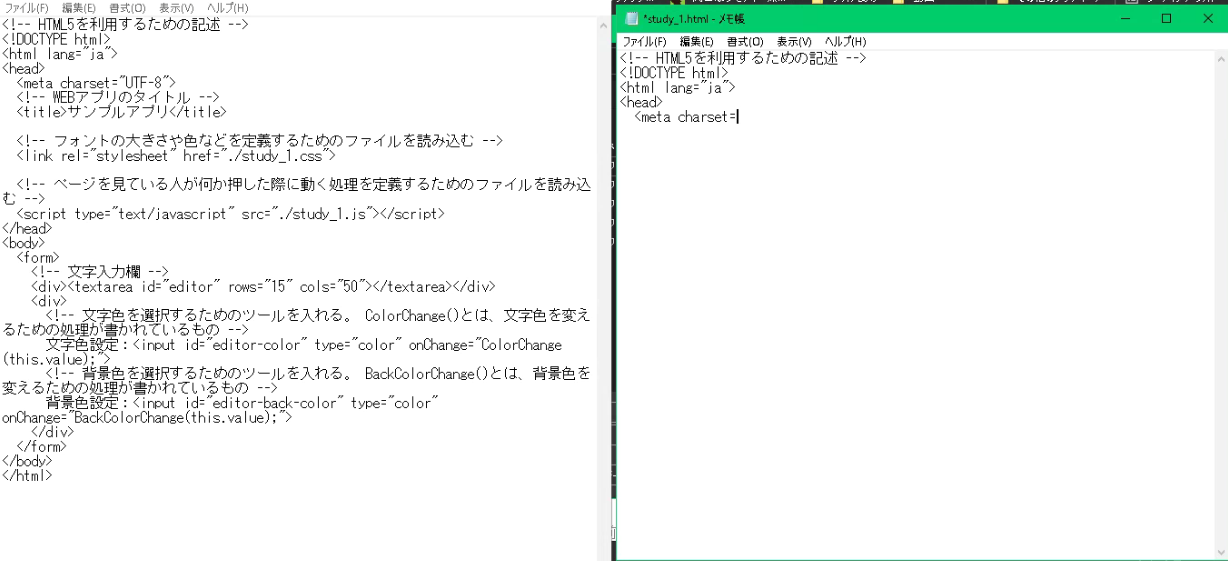 ファイル(F) 編集(E) 書式(O) 表示(V) ヘルプ(H)
<!-- HTML5を利用するための記述 -->
<!DOCTYPE html>
<html lang="ja">
<head>
  <meta charset="UTF-8">
  <!-- WEBアプリのタイトル -->
  <title>サンプルアプリ</title>
  <!-- フォントの大きさや色などを定義するためのファイルを読み込む -->
  <link rel="stylesheet" href="./study_1.css">
  <!-- ページを見ている人が何か押した際に動く処理を定義するためのファイルを読み込
む -->
  <script type="text/javascript" src="./study_1.js"></script>
</head>
<body>
  <form>
    <!-- 文字入力欄 -->
    <div><textarea id="editor" rows="15" cols="50"></textarea></div>
    <div>
      <!-- 文字色を選択するためのツールを入れる。 ColorChange()とは、文字色を変え
るための処理が書かれているもの -->
      文字色設定：<input id="editor-color" type="color" onChange="ColorChange
(this.value);">
      <!-- 背景色を選択するためのツールを入れる。 BackColorChange()とは、背景色を
変えるための処理が書かれているもの -->
      背景色設定：<input id="editor-back-color" type="color"
onChange="BackColorChange(this.value);">
    </div>
  </form>
</body>
</html>
*study_1.html - メモ帳
ファイル(F) 編集(E) 書式(O) 表示(V) ヘルプ(H)
<!-- HTML5を利用するための記述 -->
<!DOCTYPE html>
<html lang="ja">
<head>
  <meta charset=